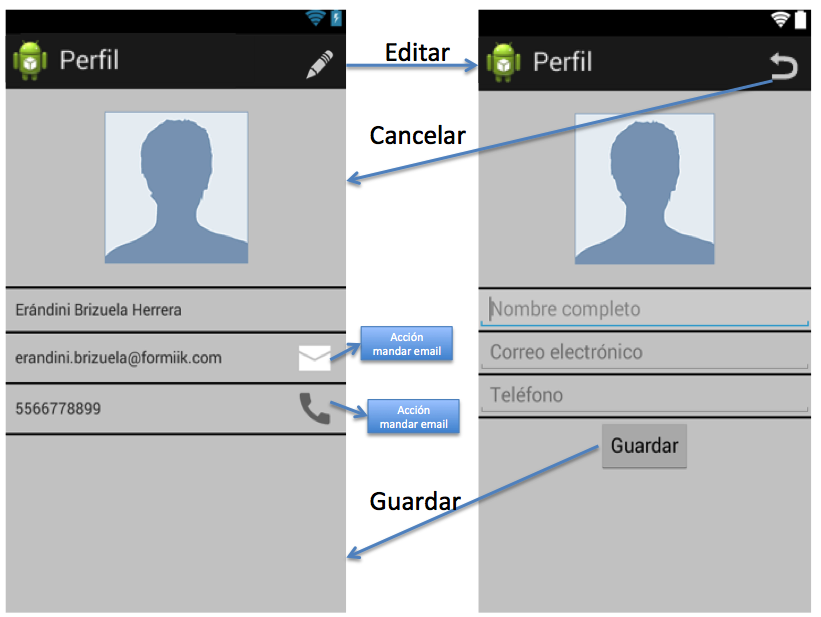 Perfil
Erándini Brizuela Herrera
erandini.brizuela@formiik.com
5566778899
Editar
Cancelar
Acción
mandar email
Acción
mandar email
Guardar
Perfil
Nombre completo
Correo electrónico
Teléfono
Guardar